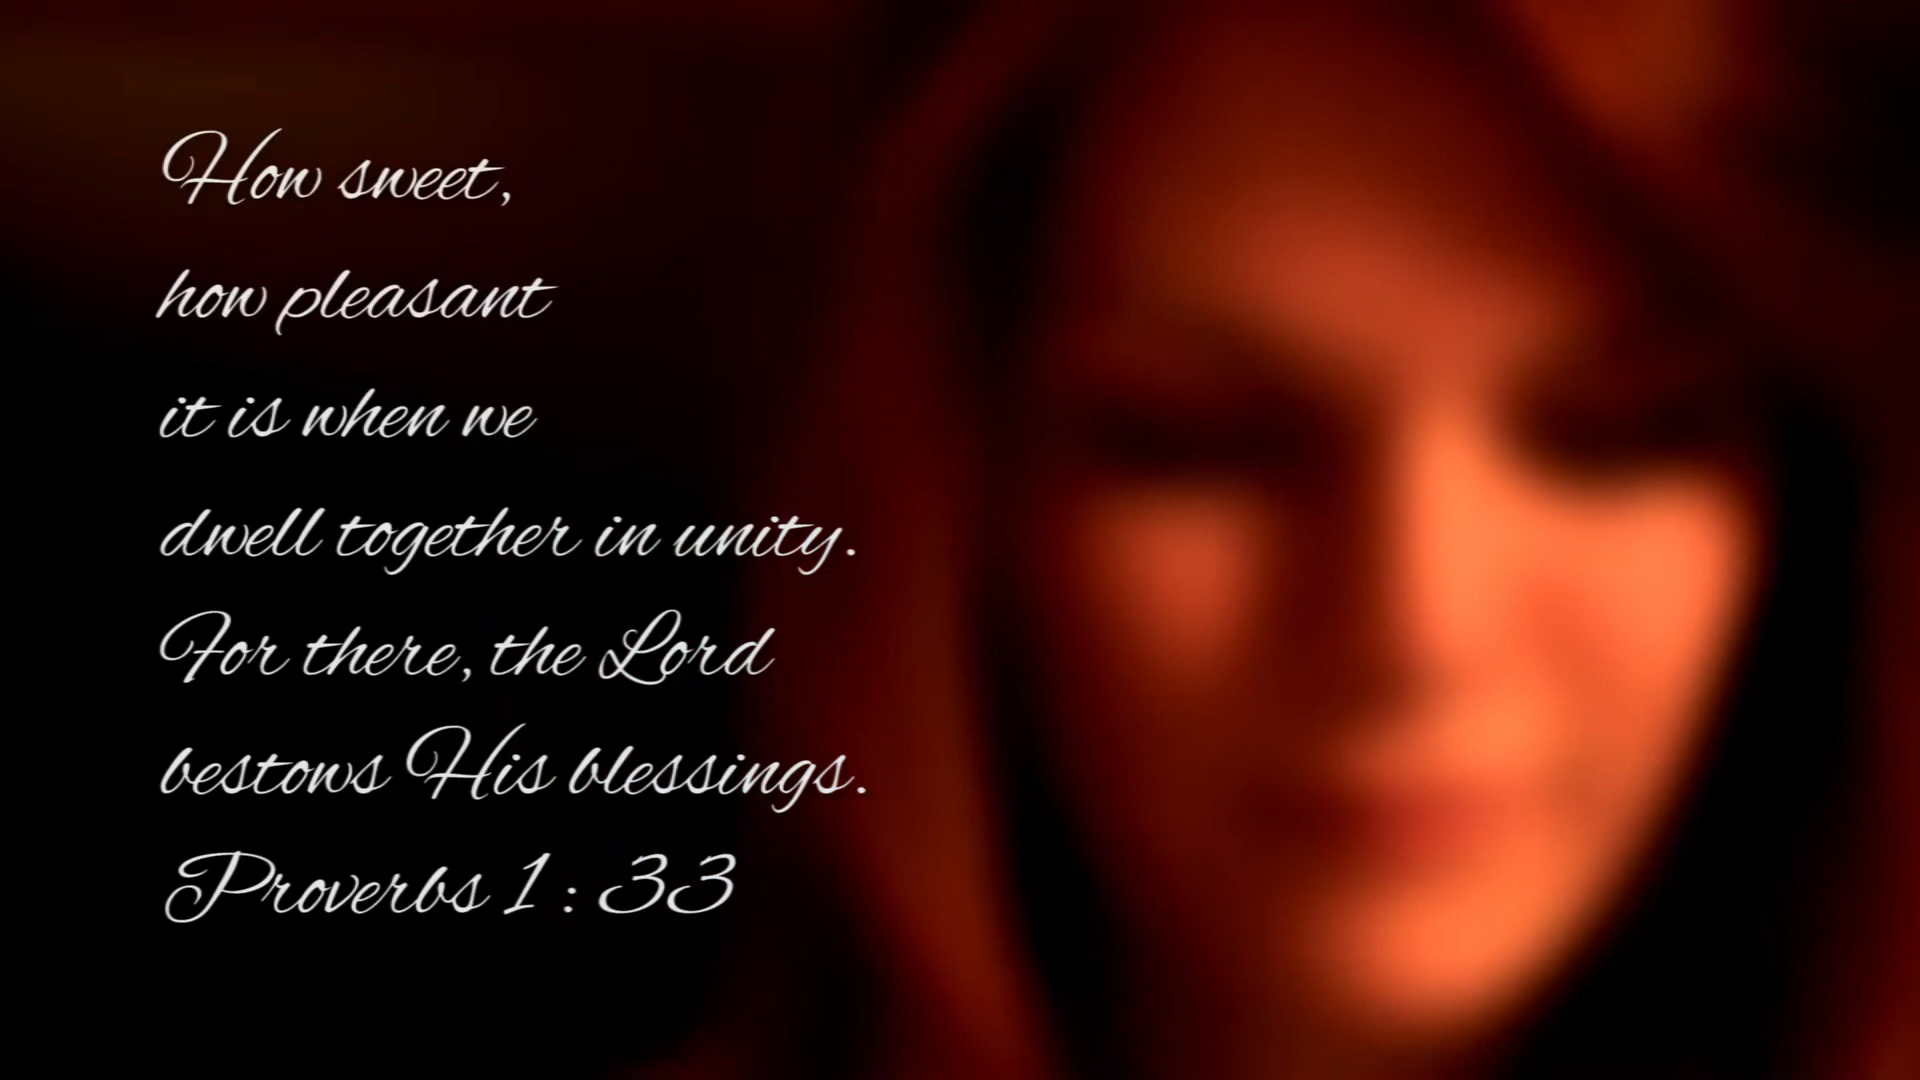 How sweet,
how pleasant
it is when we
dwell together in unity.
For there, the Lord
bestows His blessings.
Proverbs 1 : 33